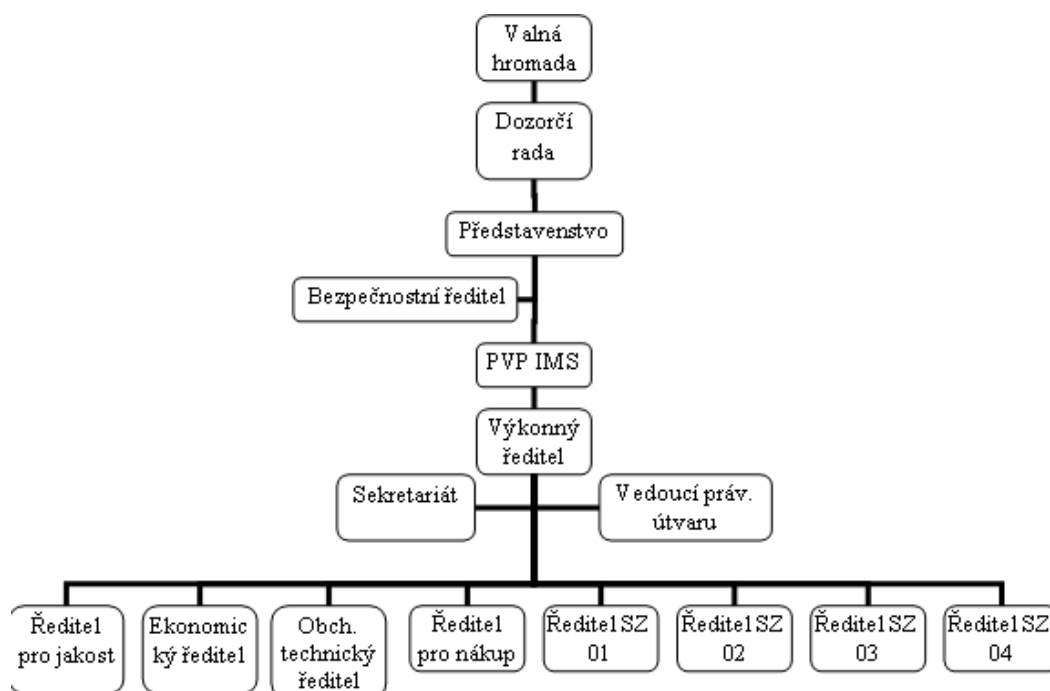 Valná
hromada
Dozorčí
rada
Představenstvo
Bezpečnostní ředitel
PVP IMS
Výkonný
ředitel
Sekretariát
Vedoucí práv.
útvaru
Ředitel
pro jakost
Ekonomic
ký ředitel
Obch.
technický
ředitel
Ředitel
pro nákup
Ředitel SZ
01
Ředitel SZ
02
Ředitel SZ
03
Ředitel SZ
04